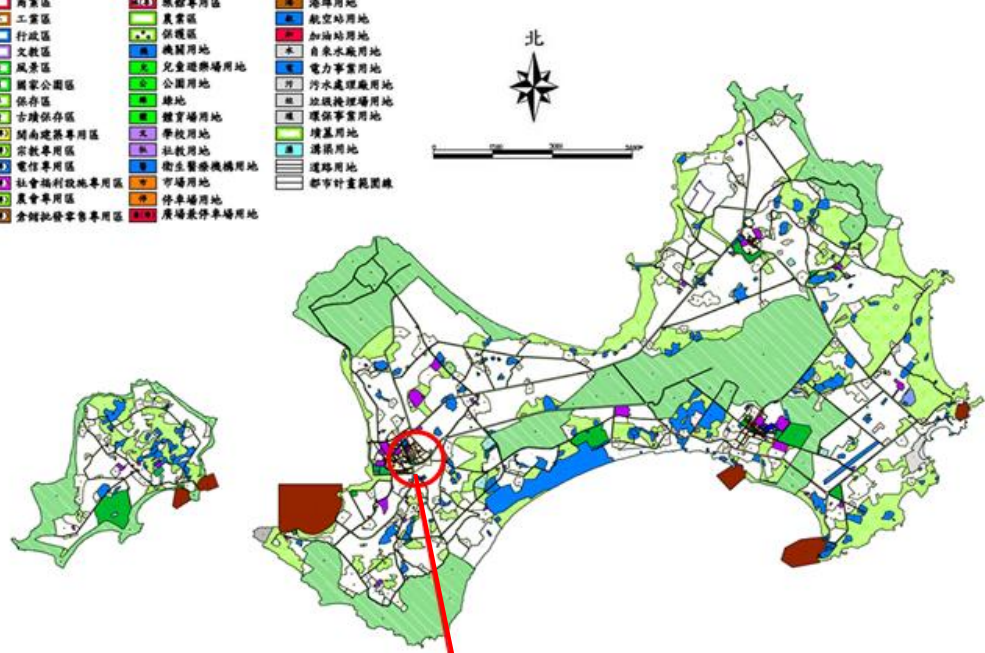 商業區
工業區
行政區
文教區
風景區
國家公園區
保存區
古蹟保存區
閩南建築專用區
宗教專用區
電信專用區
社會福利設施專用區
農會專用區
倉儲批發零售專用區
旅館專用區
農業區
保護區
機關用地
兒童遊樂場用地
公園用地
綠地
體育場用地
學校用地
社教用地
衛生醫療機構用地
市場用地
停車場用地
廣場兼停車場用地
港埠用地
航空站用地
加油站用地
自來水廠用地
電力事業用地
污水處理廠用地
垃圾掩埋場用地
環保事業用地
墳墓用地
溝渠用地
道路用地
都市計畫範圍線
北
0